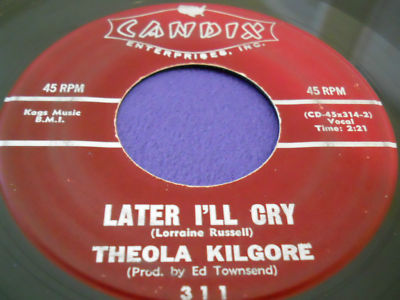 CANDIX
ENTERPRISES, INC.
45 RPM
45 RPM
Kags Music
B.M.I.
(CD-45x314-2)
Vocal
Time: 2:21
LATER I'LL CRY
(Lorraine Russell)
THEOLA KILGORE
(Prod. by Ed Townsend)
311